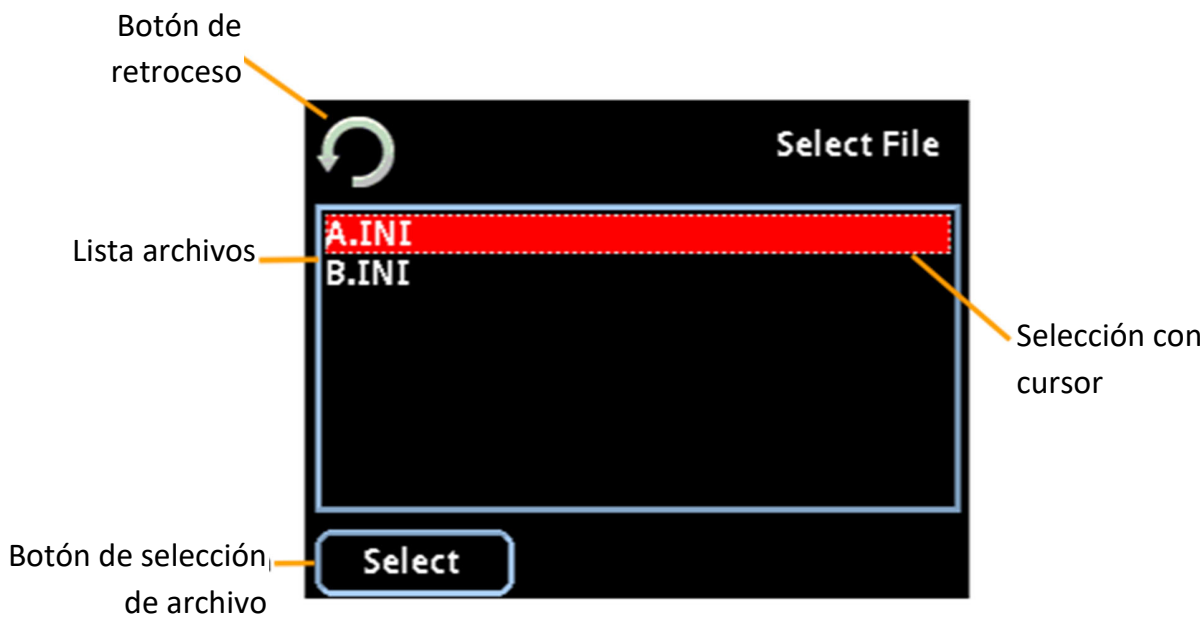 Botón de
retroceso
Select File
A.INI
Lista archivos
B.INI
Selección con
cursor
Botón de selección
Select
de archivo